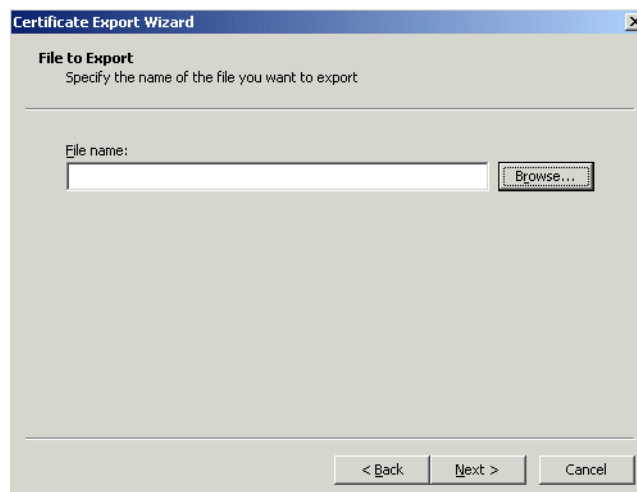 Certificate Export Wizard
File to Export
Specify the name of the file you want to export
File name:
Browse...
< Back
Next >
Cancel